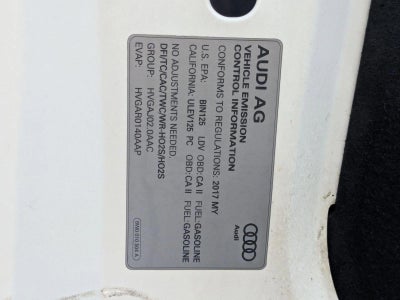 AUDI AG
VEHICLE EMISSION
CONTROL INFORMATION
CONFORMS TO REGULATIONS: 2017 MY
U.S. EPA: BIN125 LDV OBD:CA II FUEL:GASOLINE
CALIFORNIA: ULEV125 PC OBD:CA II FUEL:GASOLINE
NO ADJUSTMENTS NEEDED.
DFI/TC/CAC/TWC/WR-HO2S/HO2S
GROUP: HVGAJ02.0AAC
EVAP: HVGAR0140AAP
Audi